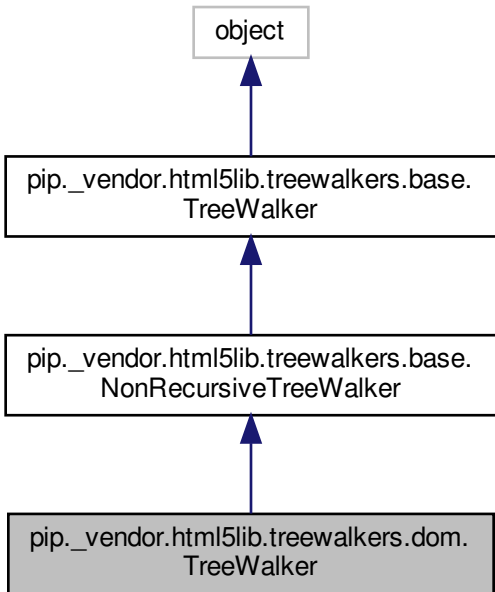 object
pip._vendor.html5lib.treewalkers.base.
TreeWalker
pip._vendor.html5lib.treewalkers.base.
NonRecursiveTreeWalker
pip._vendor.html5lib.treewalkers.dom.
TreeWalker